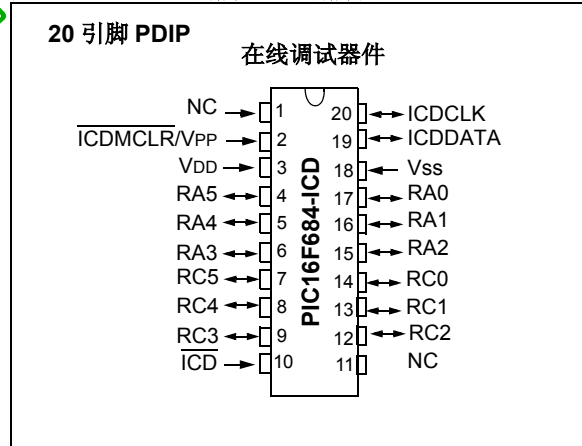 20 引脚 PDIP
在线调试器件
NC 1 20 ICDCLK
ICDMCLR/VPP 2 19 ICDDATA
VDD 3 18 Vss
RA5 4 17 RA0
RA4 5 16 RA1
RA3 6 15 RA2
RC5 7 14 RC0
RC4 8 13 RC1
RC3 9 12 RC2
ICD 10 11 NC
PIC16F684-ICD